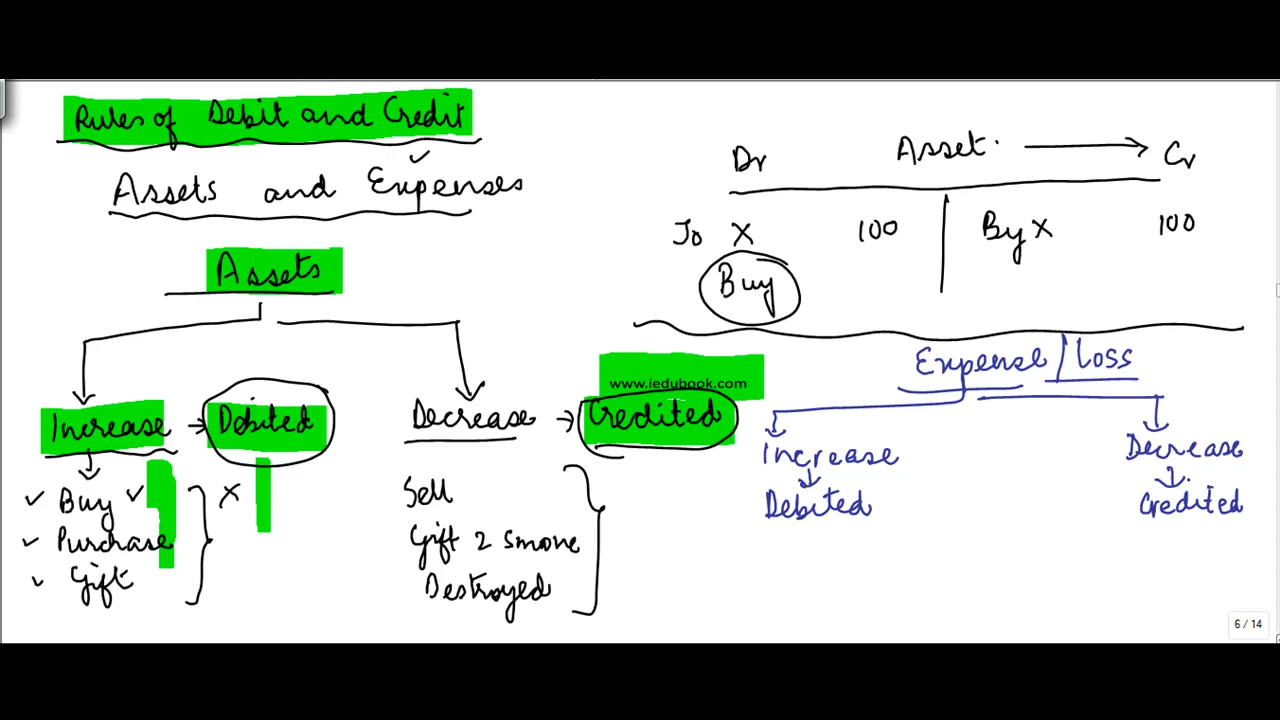 Rules of Debit and Credit
Assets and Expenses
Assets
Increase → Debited
Buy
Purchase
Gift
X
Decrease → Credited
Sell
Gift 2 Smone
Destroyed
www.iedubook.com
Dr Asset Cr
To X 100 By X 100
Buy
Expense / Loss
Increase
Debited
Decrease
Credited
6 / 14